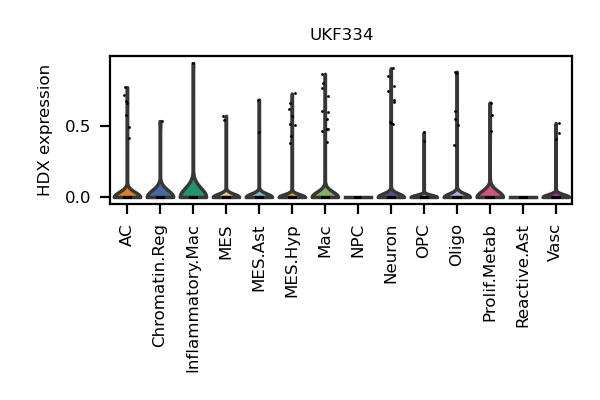 UKF334
HDX expression
0.5
0.0
AC
Chromatin.Reg
Inflammatory.Mac
MES
MES.Ast
MES.Hyp
Mac
NPC
Neuron
OPC
Oligo
Prolif.Metab
Reactive.Ast
Vasc